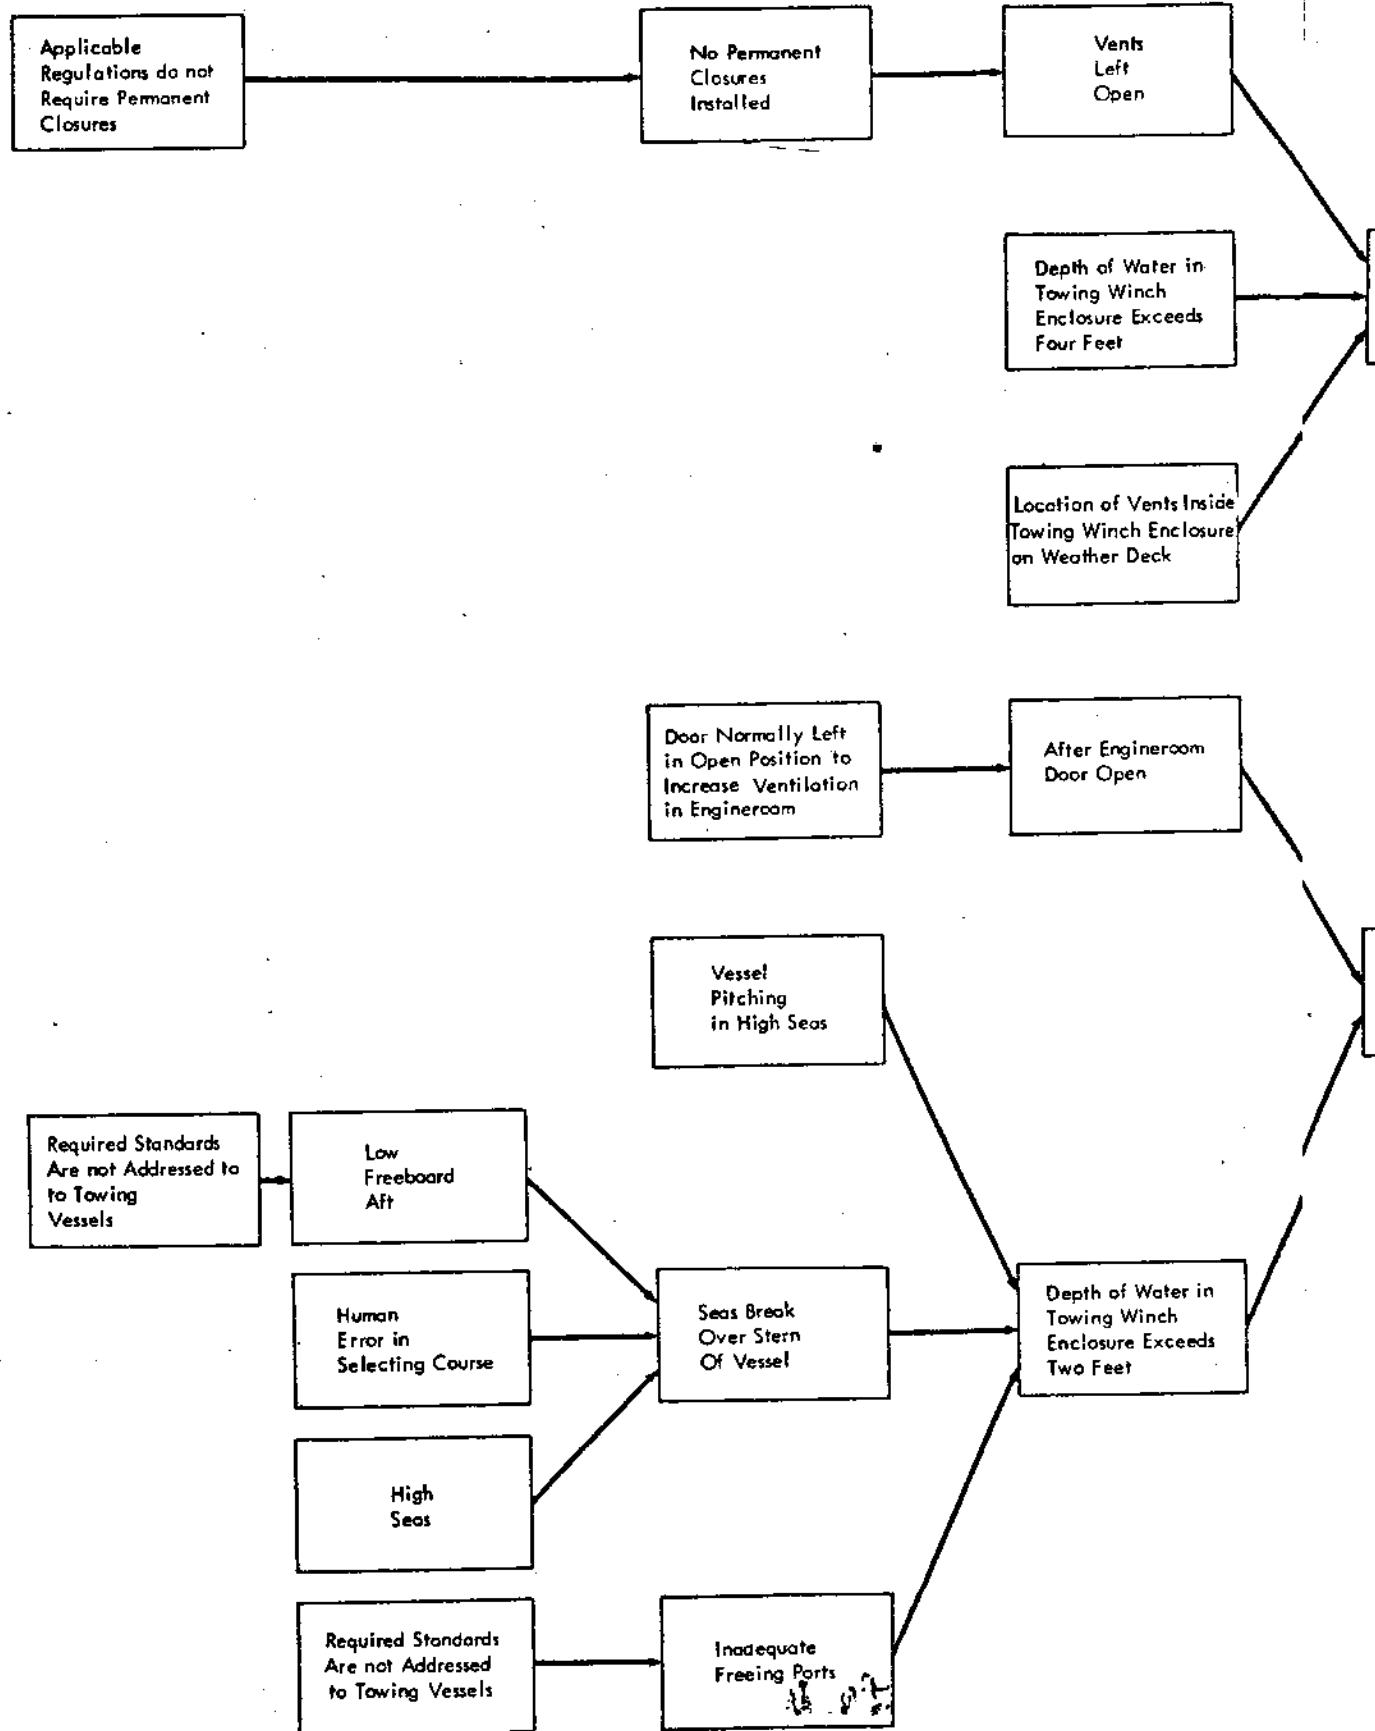 Applicable
Regulations do not
Require Permanent
Closures
No Permanent
Closures
Installed
Vents
Left
Open
Depth of Water in
Towing Winch
Enclosure Exceeds
Four Feet
Location of Vents Inside
Towing Winch Enclosure
on Weather Deck
Door Normally Left
in Open Position to
Increase Ventilation
in Engineroom
After Engineroom
Door Open
Vessel
Pitching
in High Seas
Required Standards
Are not Addressed to
to Towing
Vessels
Low
Freeboard
Aft
Human
Error in
Selecting Course
Seas Break
Over Stern
Of Vessel
Depth of Water in
Towing Winch
Enclosure Exceeds
Two Feet
High
Seas
Required Standards
Are not Addressed
to Towing Vessels
Inadequate
Freeing Ports